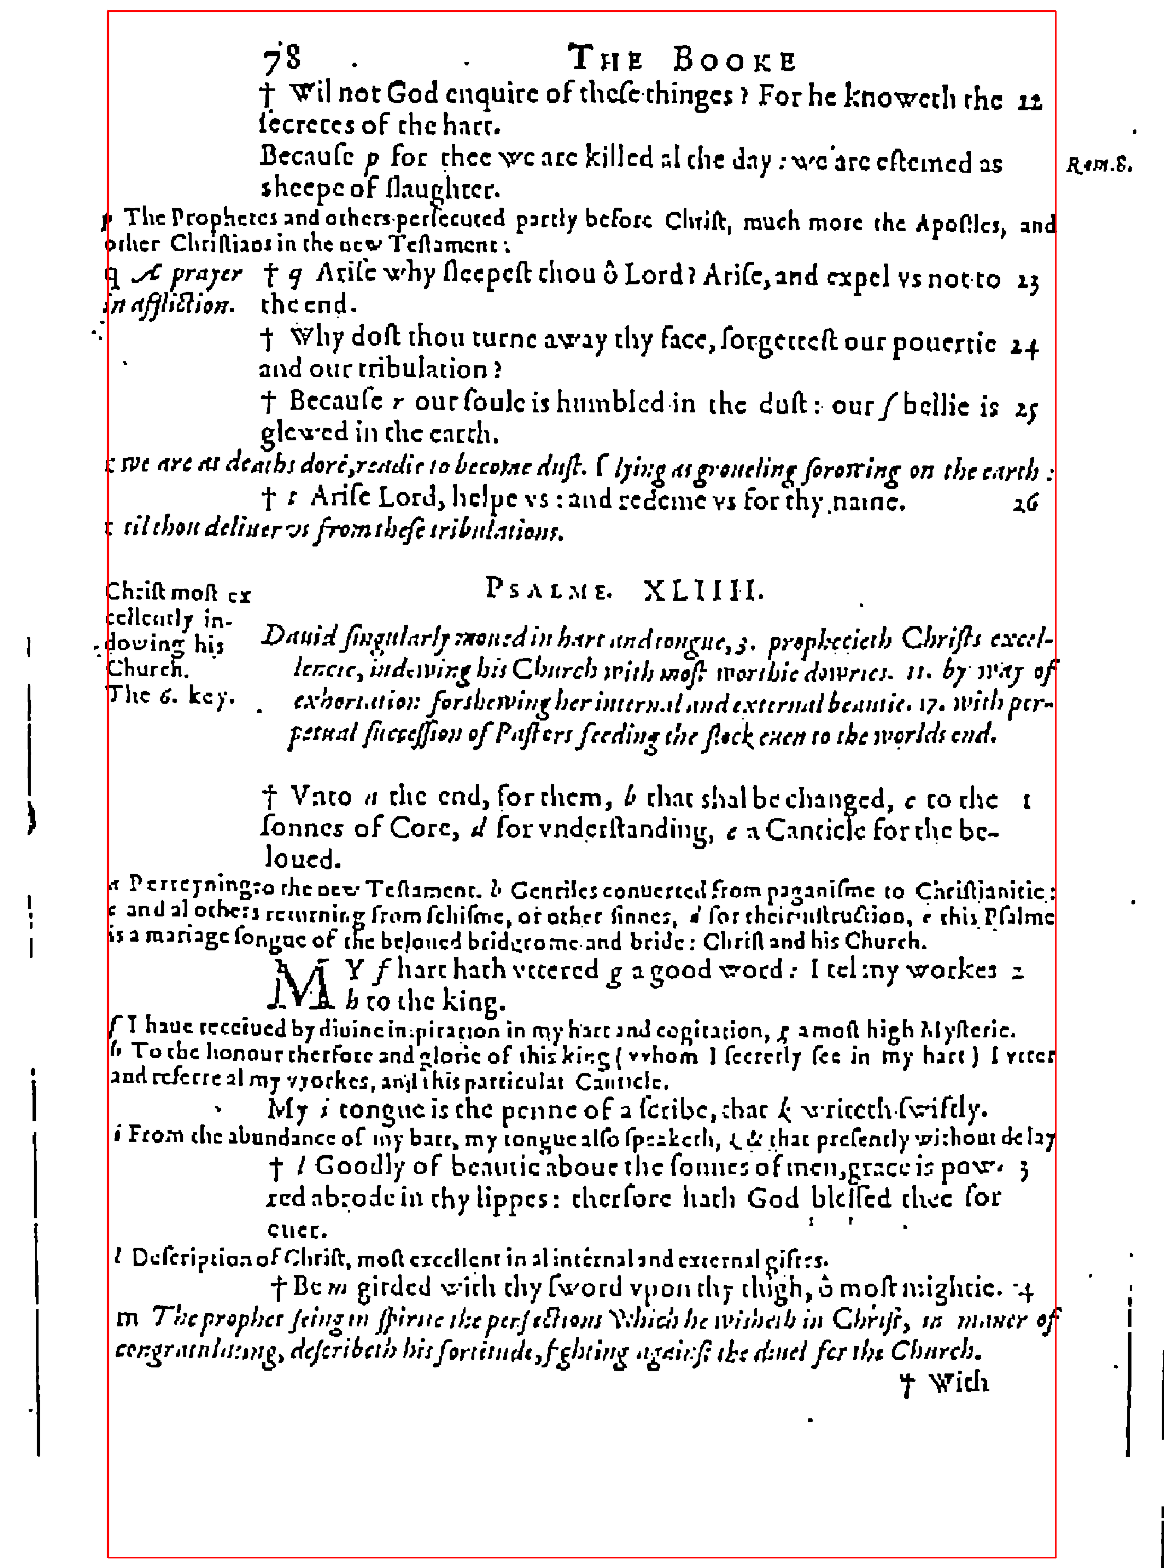 78 THE BOOKE
† Wil not God enquire of theſe thinges? For he knoweth the 22
ſecretes of the hart.
Becauſe p for thee we are killed al the day: we are eſtemed as Rom. 8.
sheepe of ſlaughter.
p The Prophetes and others perſecuted partly before Chriſt, much more the Apoſtles, and
other Chriſtians in the new Teſtament:
q A prayer † q Ariſe why ſleepeſt thou ô Lord? Ariſe, and expel vs not to 23
in affliction. the end.
† Why doſt thou turne away thy face, forgetteſt our pouertie 24
and our tribulation?
† Becauſe r our ſoule is humbled in the duſt: our ſ bellie is 25
glewed in the earth.
r we are at deaths dore, readie to become duſt. ſ lying as groueling ſorowing on the earth:
† t Ariſe Lord, helpe vs: and redeme vs for thy name. 26
t til thou deliuer vs from theſe tribulations.
PSALME. XLIIII.
Chriſt moſt ex
cellently in-
dowing his
Church.
The 6. key.
Dauid ſingularly moued in hart and tongue, 3. prophecieth Chriſts excel-
lencie, indewing his Church with moſt worthie dowries. 11. by way of
exhortation forshewing her internal and external beautie. 17. with per-
petual ſucceſſion of Paſtors feeding the flock euen to the worlds end.
† Vnto a the end, for them, b that shal be changed, c to the 1
ſonnes of Core, d for vnderſtanding, e a Canticle for the be-
loued.
a Perteyning to the new Teſtament. b Gentiles conuerted from paganiſme to Chriſtianitie:
c and al others returning from ſchiſme, or other ſinnes, d for their inſtruction, e this Pſalme
is a mariage ſongue of the beloued bridgrome and bride: Chriſt and his Church.
MY f hart hath vttered g a good word: I tel my workes 2
h to the king.
f I haue receiued by diuine inſpiration in my hart and cogitation, g a moſt high Myſterie.
h To the honour therfore and glorie of this king (vvhom I ſecretly ſee in my hart) I vtter
and referre al my vvorkes, and this particular Canticle.
My i tongue is the penne of a ſcribe, that k writeth ſwiftly.
i From the abundance of my hart, my tongue alſo ſpeaketh, k & that preſently without delay
† l Goodly of beautie aboue the ſonnes of men, grace is pow- 3
red abrode in thy lippes: therfore hath God bleſſed thee for
euer.
l Deſcription of Chriſt, moſt excellent in al internal and external giftes.
† Be m girded with thy ſword vpon thy thigh, ô moſt mightie. 4
m The prophet ſeing in ſpirite the perfections which he wisheth in Chriſt, in maner of
congratulating, deſcribeth his fortitude, fighting againſt the diuel for the Church.
† With